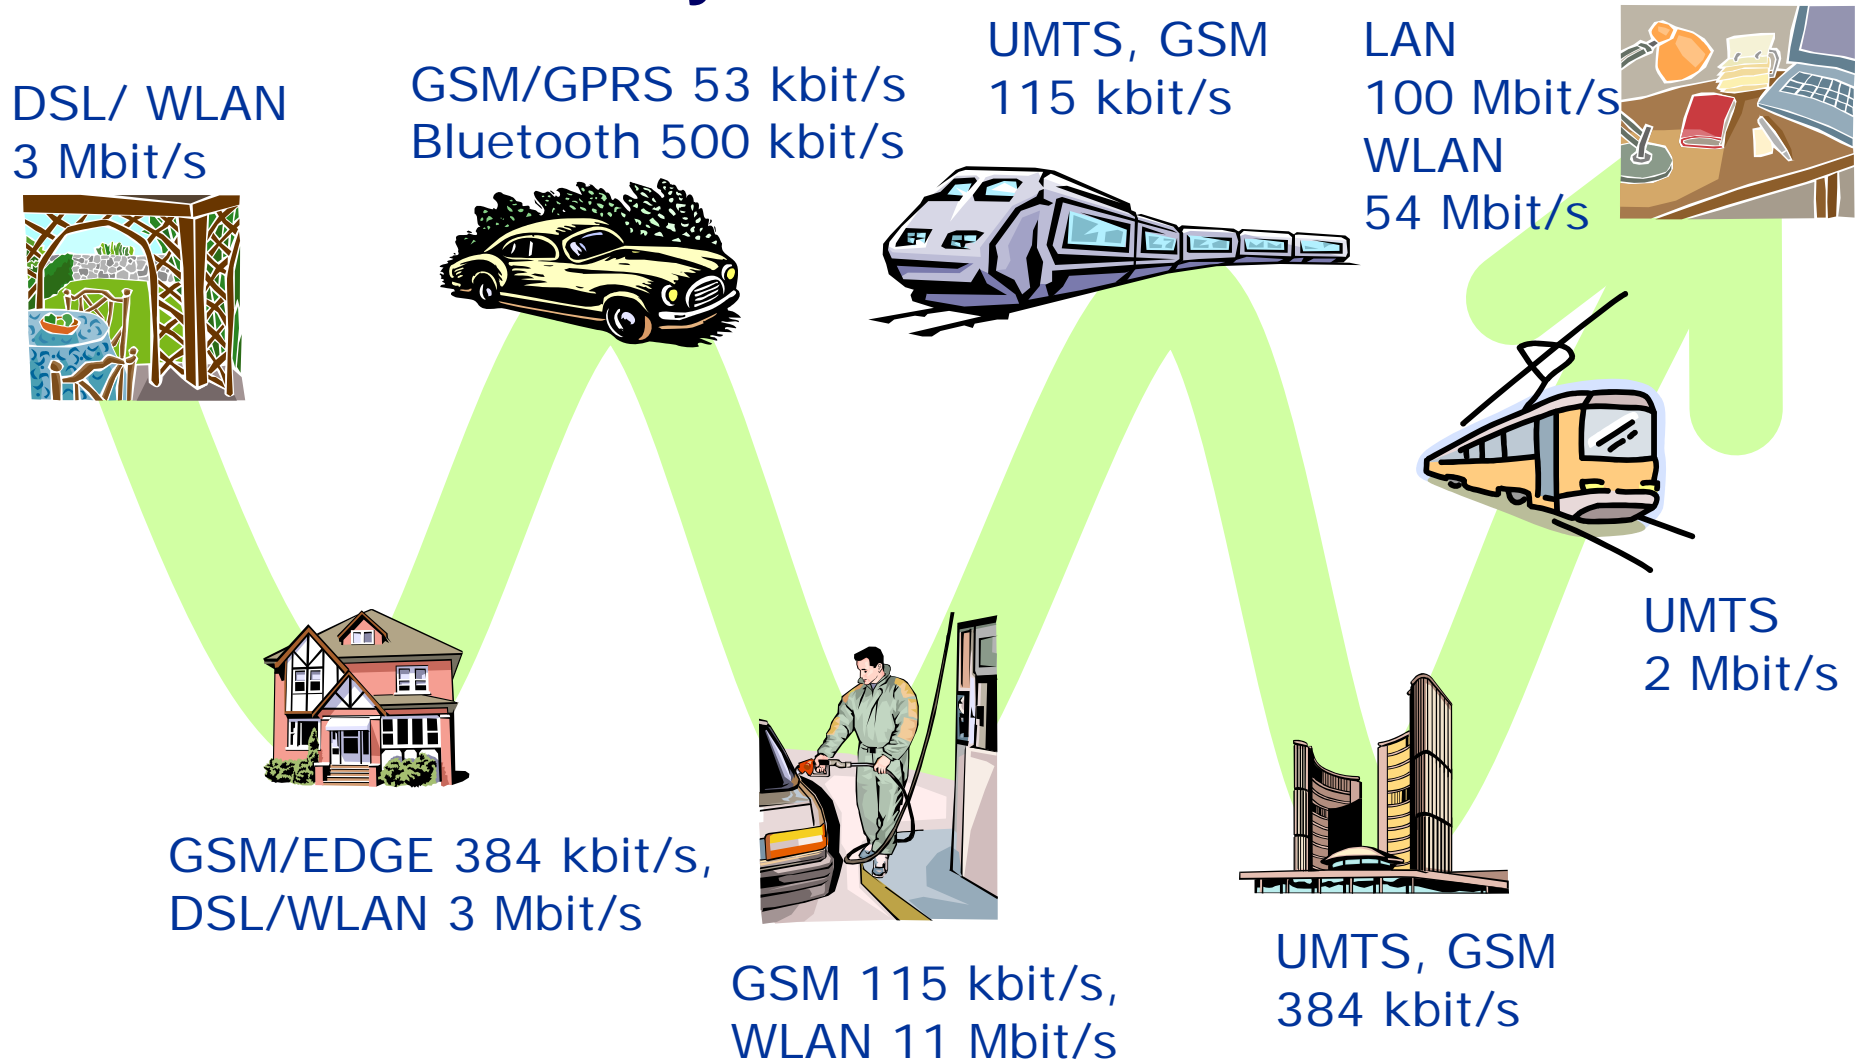 DSL/ WLAN
3 Mbit/s
GSM/GPRS 53 kbit/s
Bluetooth 500 kbit/s
UMTS, GSM
115 kbit/s
LAN
100 Mbit/s
WLAN
54 Mbit/s
UMTS
2 Mbit/s
GSM/EDGE 384 kbit/s,
DSL/WLAN 3 Mbit/s
GSM 115 kbit/s,
WLAN 11 Mbit/s
UMTS, GSM
384 kbit/s